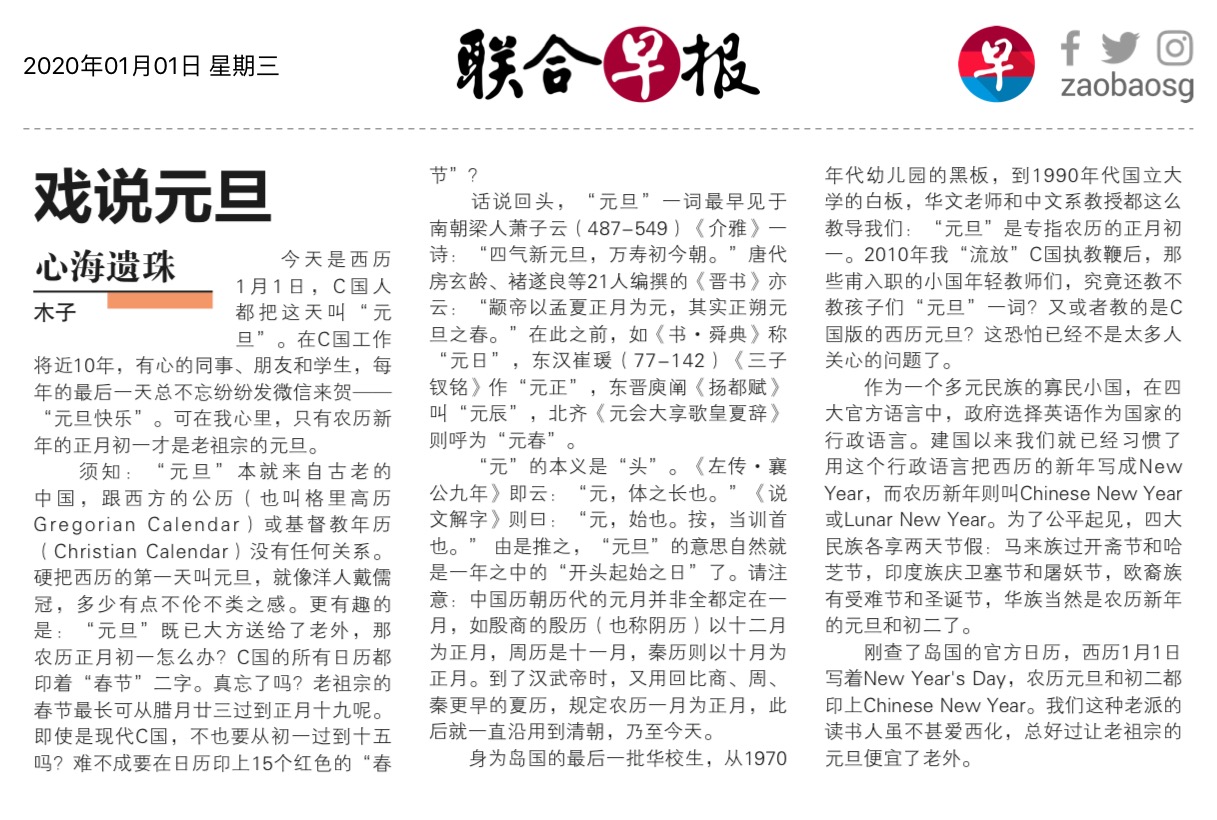 2020年01月01日 星期三
联合早报
早
zaobaosg
戏说元旦
心海遗珠
木子
今天是西历
1月1日，C国人
都把这天叫“元
旦”。在C国工作
将近10年，有心的同事、朋友和学生，每
年的最后一天总不忘纷纷发微信来贺——
“元旦快乐”。可在我心里，只有农历新
年的正月初一才是老祖宗的元旦。
须知：“元旦”本就来自古老的
中国，跟西方的公历（也叫格里高历
Gregorian Calendar）或基督教年历
（Christian Calendar）没有任何关系。
硬把西历的第一天叫元旦，就像洋人戴儒
冠，多少有点不伦不类之感。更有趣的
是：“元旦”既已大方送给了老外，那
农历正月初一怎么办？C国的所有日历都
印着“春节”二字。真忘了吗？老祖宗的
春节最长可从腊月廿三过到正月十九呢。
即使是现代C国，不也要从初一过到十五
吗？难不成要在日历印上15个红色的“春
节”？
话说回头，“元旦”一词最早见于
南朝梁人萧子云（487–549）《介雅》一
诗：“四气新元旦，万寿初今朝。”唐代
房玄龄、褚遂良等21人编撰的《晋书》亦
云：“颛帝以孟夏正月为元，其实正朔元
旦之春。”在此之前，如《书·舜典》称
“元日”，东汉崔瑗（77–142）《三子
钗铭》作“元正”，东晋庾阐《扬都赋》
叫“元辰”，北齐《元会大享歌皇夏辞》
则呼为“元春”。
“元”的本义是“头”。《左传·襄
公九年》即云：“元，体之长也。”《说
文解字》则曰：“元，始也。按，当训首
也。” 由是推之，“元旦”的意思自然就
是一年之中的“开头起始之日”了。请注
意：中国历朝历代的元月并非全都定在一
月，如殷商的殷历（也称阴历）以十二月
为正月，周历是十一月，秦历则以十月为
正月。到了汉武帝时，又用回比商、周、
秦更早的夏历，规定农历一月为正月，此
后就一直沿用到清朝，乃至今天。
身为岛国的最后一批华校生，从1970
年代幼儿园的黑板，到1990年代国立大
学的白板，华文老师和中文系教授都这么
教导我们：“元旦”是专指农历的正月初
一。2010年我“流放”C国执教鞭后，那
些甫入职的小国年轻教师们，究竟还教不
教孩子们“元旦”一词？又或者教的是C
国版的西历元旦？这恐怕已经不是太多人
关心的问题了。
作为一个多元民族的寡民小国，在四
大官方语言中，政府选择英语作为国家的
行政语言。建国以来我们就已经习惯了
用这个行政语言把西历的新年写成New
Year，而农历新年则叫Chinese New Year
或Lunar New Year。为了公平起见，四大
民族各享两天节假：马来族过开斋节和哈
芝节，印度族庆卫塞节和屠妖节，欧裔族
有受难节和圣诞节，华族当然是农历新年
的元旦和初二了。
刚查了岛国的官方日历，西历1月1日
写着New Year's Day，农历元旦和初二都
印上Chinese New Year。我们这种老派的
读书人虽不甚爱西化，总好过让老祖宗的
元旦便宜了老外。